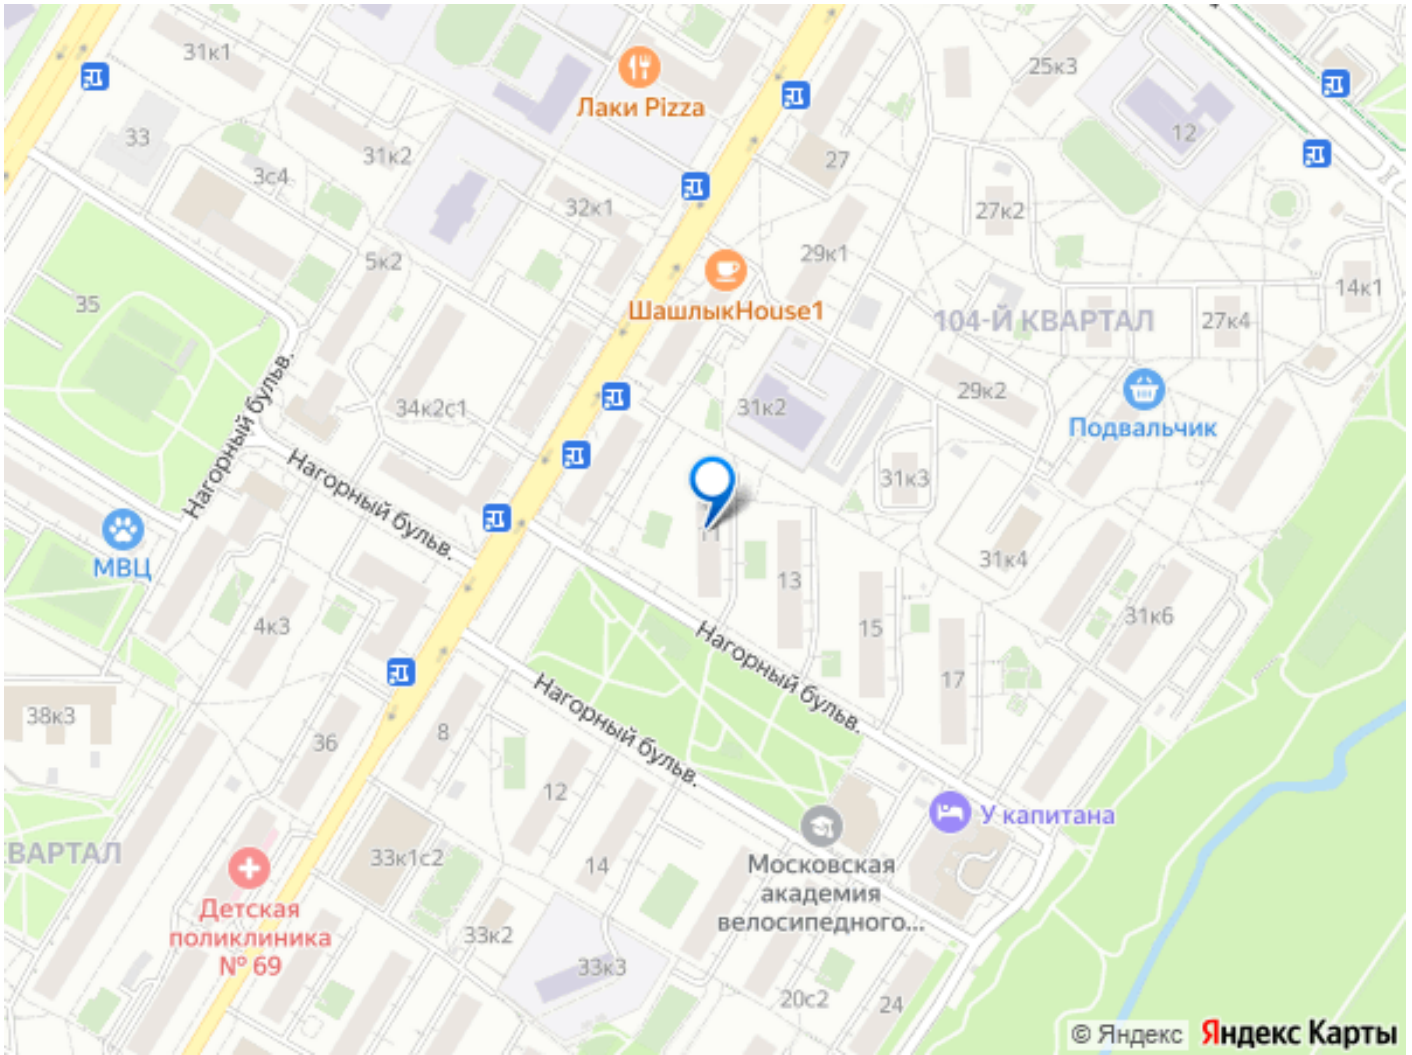 31к1
25к3
Лаки Pizza
33
31к2
27
12
3с4
32к1
27к2
5к2
29к1
35
ШашлыкHouse1
14к1
104-Й КВАРТАЛ
27к4
29к2
34к2с1
31к2
Подвальчик
Нагорный бульв.
Нагорный бульв.
31к3
11
МВЦ
31к4
13
4к3
15
31к6
Нагорный бульв.
17
Нагорный бульв.
38к3
36
8
12
У капитана
ВАРТАЛ
33к1с2
14
Московская
академия
велосипедного...
Детская
поликлиника
№ 69
33к2
33к3
20с2
24
© Яндекс Яндекс Карты